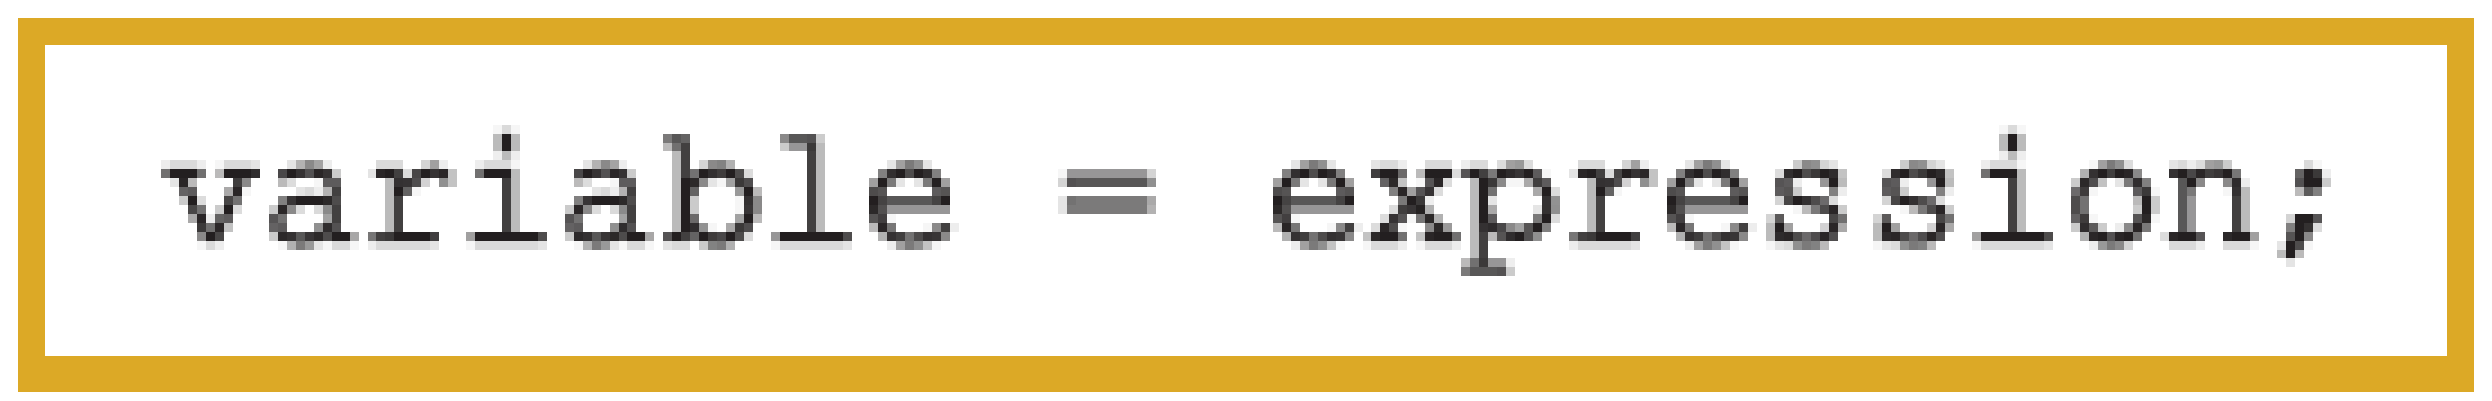 variable = expression;